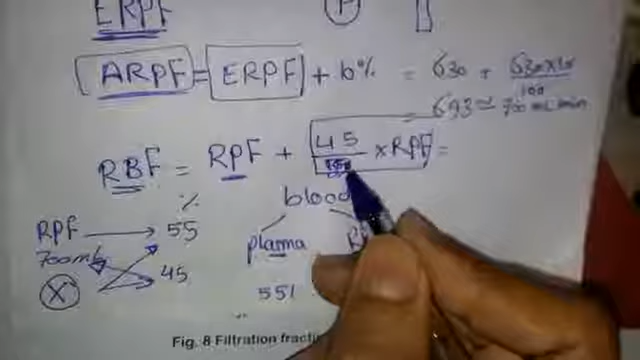 ERPF
P
ARPF = ERPF + 10% = 630 + 630×10/100
= 693 ≈ 700 mL/min
RBF = RPF + 45/ × RPF =
%
blood
RPF → 55
plasma
700mL
45
X
55%
Fig. 8 Filtration fracti